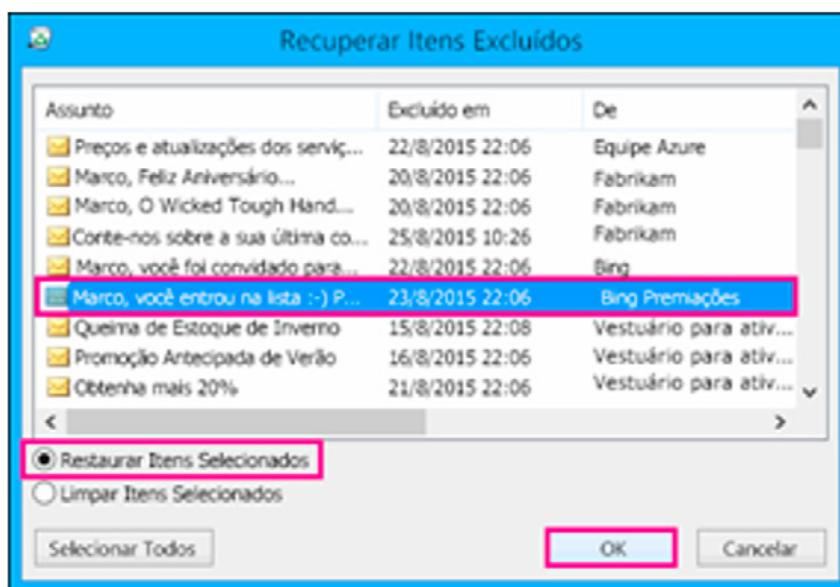 Recuperar Itens Excluídos
Assunto Excluído em De
Preços e atualizações dos serviç... 22/8/2015 22:06 Equipe Azure
Marco, Feliz Aniversário... 20/8/2015 22:06 Fabrikam
Marco, O Wicked Tough Hand... 20/8/2015 22:06 Fabrikam
Conte-nos sobre a sua última co... 25/8/2015 10:26 Fabrikam
Marco, você foi convidado para... 22/8/2015 22:06 Bing
Marco, você entrou na lista :-) P... 23/8/2015 22:06 Bing Premiações
Queima de Estoque de Inverno 15/8/2015 22:08 Vestuário para ativ...
Promoção Antecipada de Verão 16/8/2015 22:06 Vestuário para ativ...
Obtenha mais 20% 21/8/2015 22:06 Vestuário para ativ...
Restaurar Itens Selecionados
Limpar Itens Selecionados
Selecionar Todos OK Cancelar